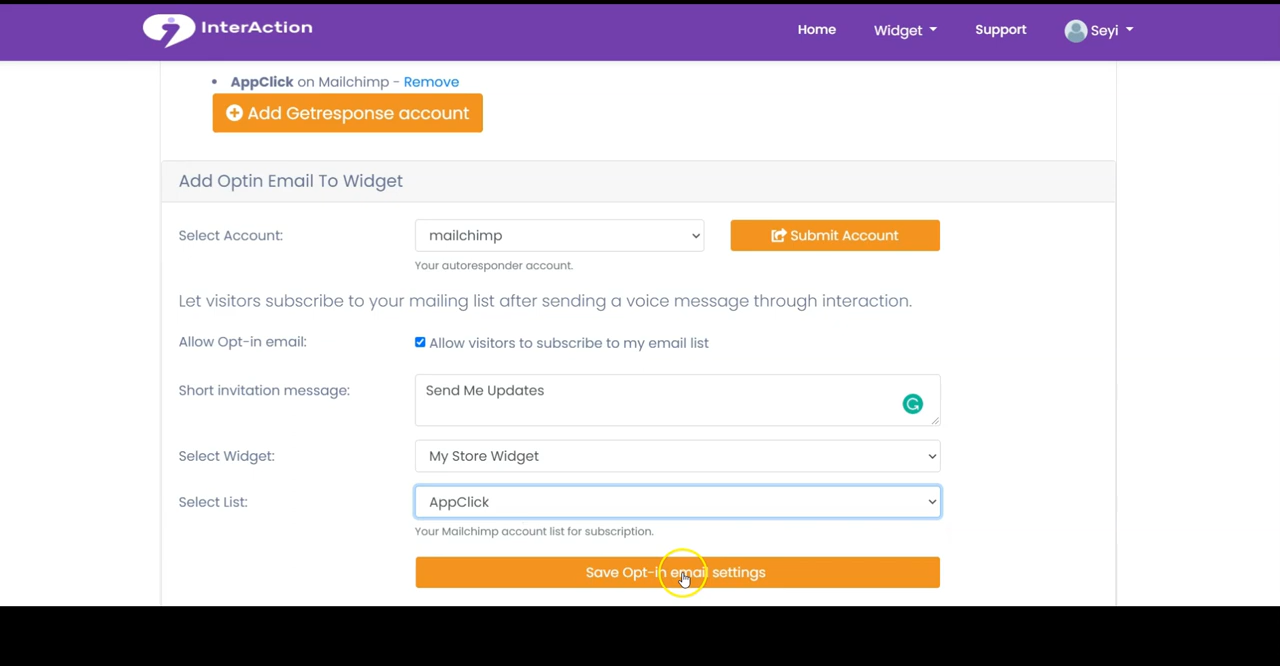 InterAction
Home
Widget
Support
Seyi
AppClick on Mailchimp - Remove
Add Getresponse account
Add Optin Email To Widget
Select Account:
mailchimp
Submit Account
Your autoresponder account.
Let visitors subscribe to your mailing list after sending a voice message through interaction.
Allow Opt-in email:
Allow visitors to subscribe to my email list
Short invitation message:
Send Me Updates
Select Widget:
My Store Widget
Select List:
AppClick
Your Mailchimp account list for subscription.
Save Opt-in email settings